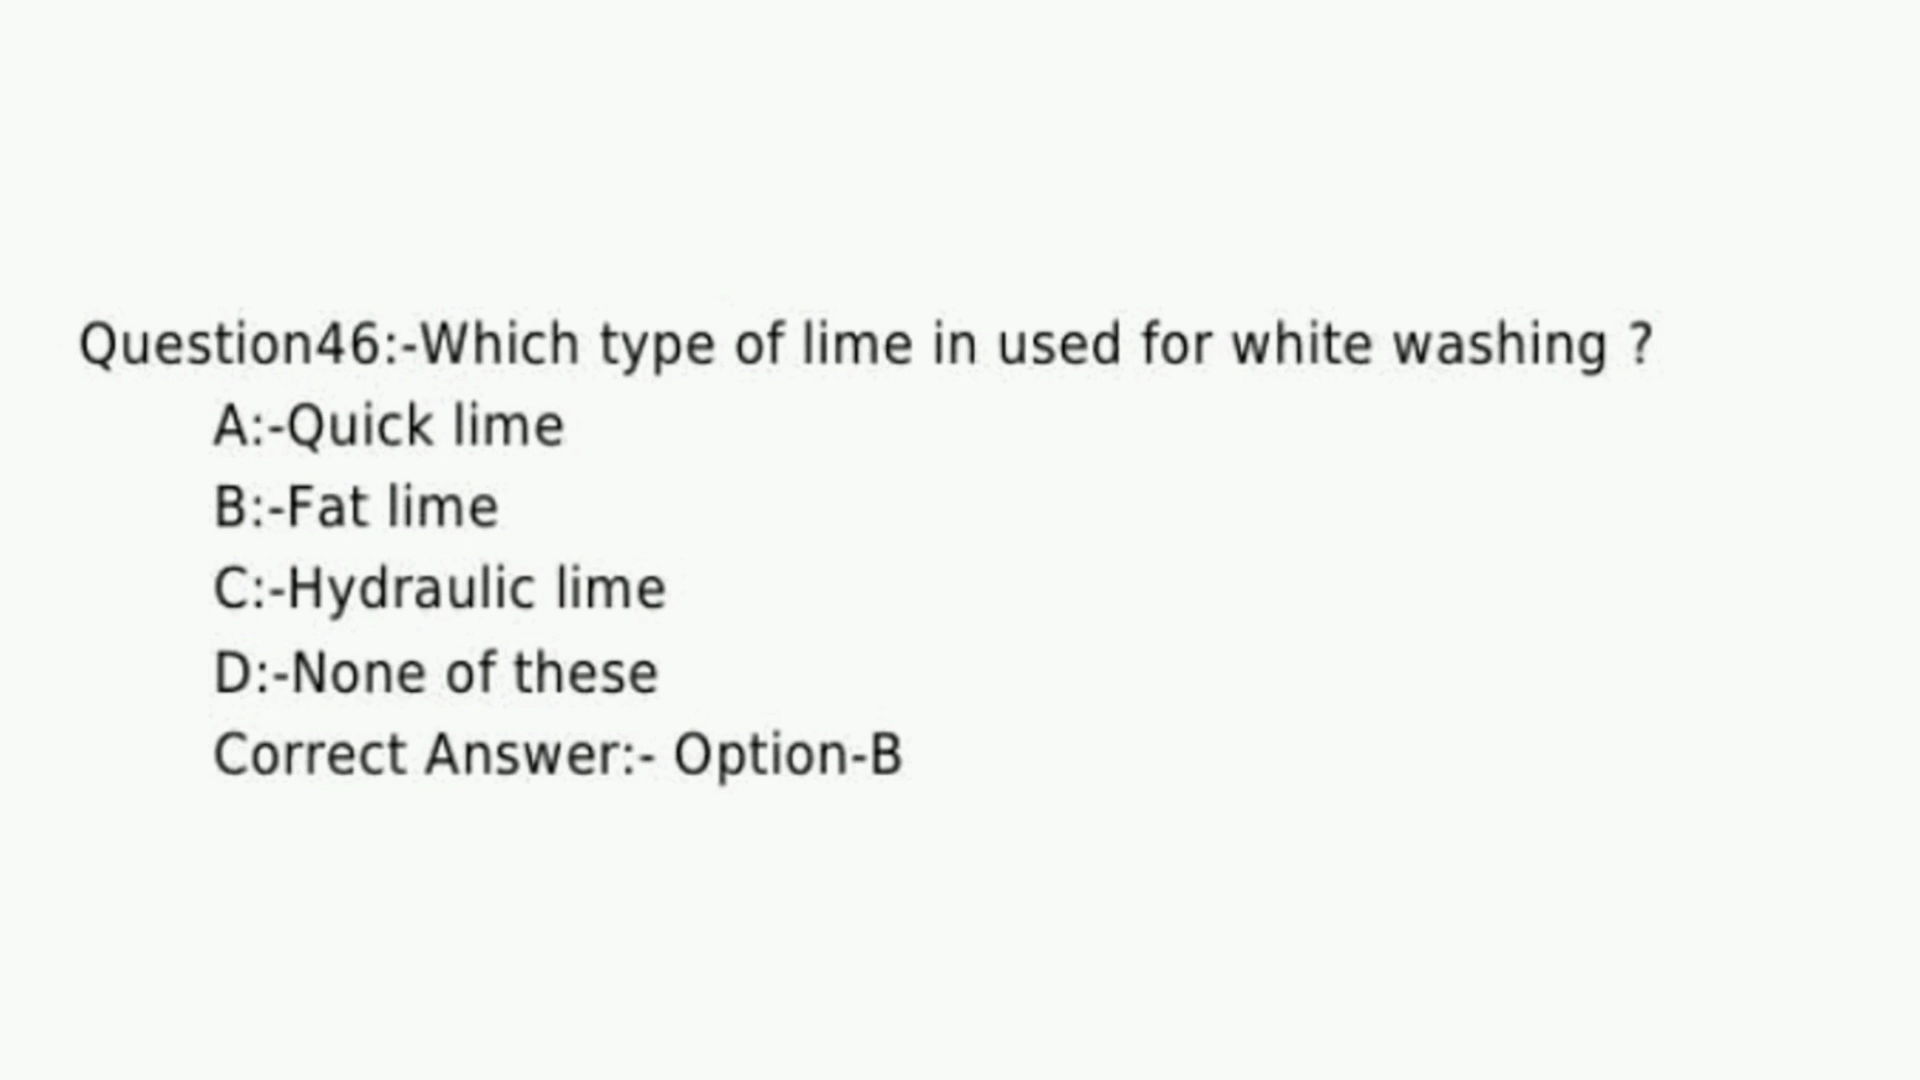 Question46:-Which type of lime in used for white washing ?
A:-Quick lime
B:-Fat lime
C:-Hydraulic lime
D:-None of these
Correct Answer:- Option-B